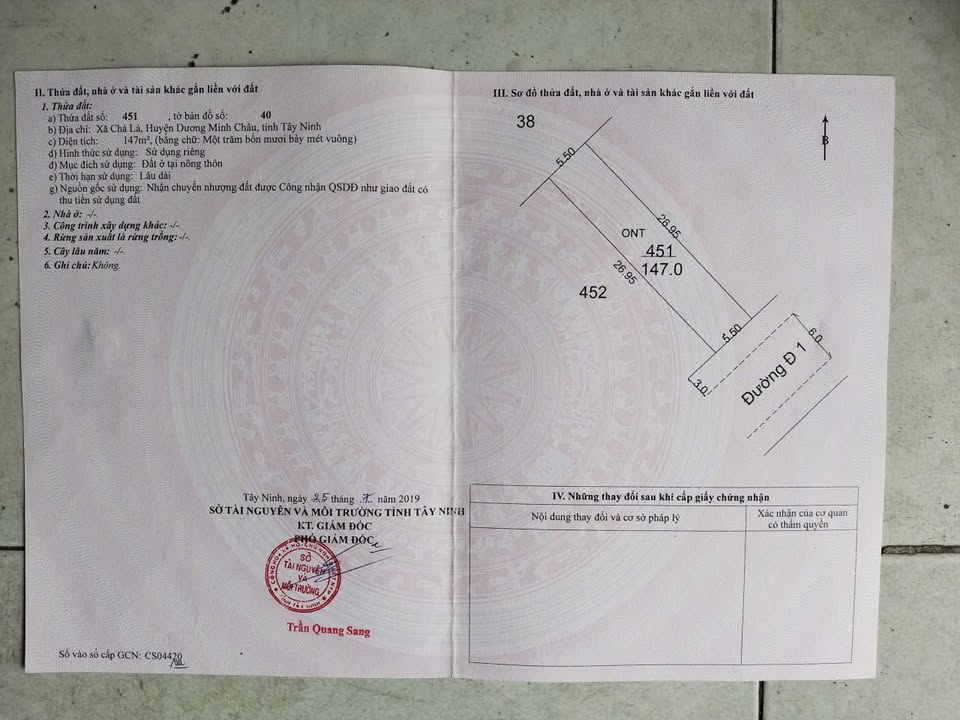 II. Thửa đất, nhà ở và tài sản khác gắn liền với đất
1. Thửa đất:
a) Thửa đất số: 451 , tờ bản đồ số: 40
b) Địa chỉ: Xã Chà Là, Huyện Dương Minh Châu, tỉnh Tây Ninh
c) Diện tích: 147m², (bằng chữ: Một trăm bốn mươi bảy mét vuông)
d) Hình thức sử dụng: Sử dụng riêng
đ) Mục đích sử dụng: Đất ở tại nông thôn
e) Thời hạn sử dụng: Lâu dài
g) Nguồn gốc sử dụng: Nhận chuyển nhượng đất được Công nhận QSDĐ như giao đất có
thu tiền sử dụng đất
2. Nhà ở: -/-.
3. Công trình xây dựng khác: -/-.
4. Rừng sản xuất là rừng trồng: -/-.
5. Cây lâu năm: -/-.
6. Ghi chú: Không.
Tây Ninh, ngày 25 tháng 7 năm 2019
SỞ TÀI NGUYÊN VÀ MÔI TRƯỜNG TỈNH TÂY NINH
KT. GIÁM ĐỐC
PHÓ GIÁM ĐỐC
SỞ
TÀI NGUYÊN
VÀ
MÔI TRƯỜNG
Trần Quang Sang
Số vào sổ cấp GCN: CS04420
III. Sơ đồ thửa đất, nhà ở và tài sản khác gắn liền với đất
38
B
5.50
26.95
ONT
451
147.0
26.95
452
5.50
6.0
3.0
Đường Đ 1
IV. Những thay đổi sau khi cấp giấy chứng nhận
Nội dung thay đổi và cơ sở pháp lý
Xác nhận của cơ quan
có thẩm quyền